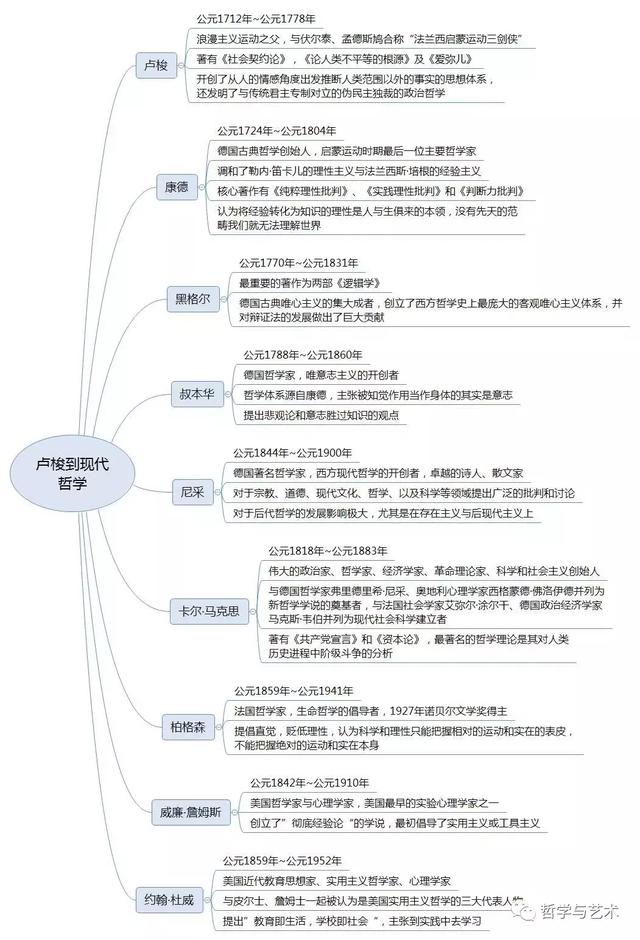 卢梭到现代
哲学
卢梭
公元1712年~公元1778年
浪漫主义运动之父，与伏尔泰、孟德斯鸠合称“法兰西启蒙运动三剑侠”
著有《社会契约论》，《论人类不平等的根源》及《爱弥儿》
开创了从人的情感角度出发推断人类范围以外的事实的思想体系，
还发明了与传统君主专制对立的伪民主独裁的政治哲学
康德
公元1724年~公元1804年
德国古典哲学创始人，启蒙运动时期最后一位主要哲学家
调和了勒内·笛卡儿的理性主义与法兰西斯·培根的经验主义
核心著作有《纯粹理性批判》、《实践理性批判》和《判断力批判》
认为将经验转化为知识的理性是人与生俱来的本领，没有先天的范
畴我们就无法理解世界
黑格尔
公元1770年~公元1831年
最重要的著作为两部《逻辑学》
德国古典唯心主义的集大成者，创立了西方哲学史上最庞大的客观唯心主义体系，并
对辩证法的发展做出了巨大贡献
叔本华
公元1788年~公元1860年
德国哲学家，唯意志主义的开创者
哲学体系源自康德，主张被知觉作用当作身体的其实是意志
提出悲观论和意志胜过知识的观点
尼采
公元1844年~公元1900年
德国著名哲学家，西方现代哲学的开创者，卓越的诗人、散文家
对于宗教、道德、现代文化、哲学、以及科学等领域提出广泛的批判和讨论
对于后代哲学的发展影响极大，尤其是在存在主义与后现代主义上
卡尔·马克思
公元1818年~公元1883年
伟大的政治家、哲学家、经济学家、革命理论家、科学和社会主义创始人
与德国哲学家弗里德里希·尼采、奥地利心理学家西格蒙德·佛洛伊德并列为
新哲学学说的奠基者，与法国社会学家艾弥尔·涂尔干、德国政治经济学家
马克斯·韦伯并列为现代社会科学建立者
著有《共产党宣言》和《资本论》，最著名的哲学理论是其对人类
历史进程中阶级斗争的分析
柏格森
公元1859年~公元1941年
法国哲学家，生命哲学的倡导者，1927年诺贝尔文学奖得主
提倡直觉，贬低理性，认为科学和理性只能把握相对的运动和实在的表皮，
不能把握绝对的运动和实在本身
威廉·詹姆斯
公元1842年~公元1910年
美国哲学家与心理学家，美国最早的实验心理学家之一
创立了”彻底经验论“的学说，最初倡导了实用主义或工具主义
约翰·杜威
公元1859年~公元1952年
美国近代教育思想家、实用主义哲学家、心理学家
与皮尔士、詹姆士一起被认为是美国实用主义哲学的三大代表人物
提出”教育即生活，学校即社会“，主张到实践中去学习
哲学与艺术